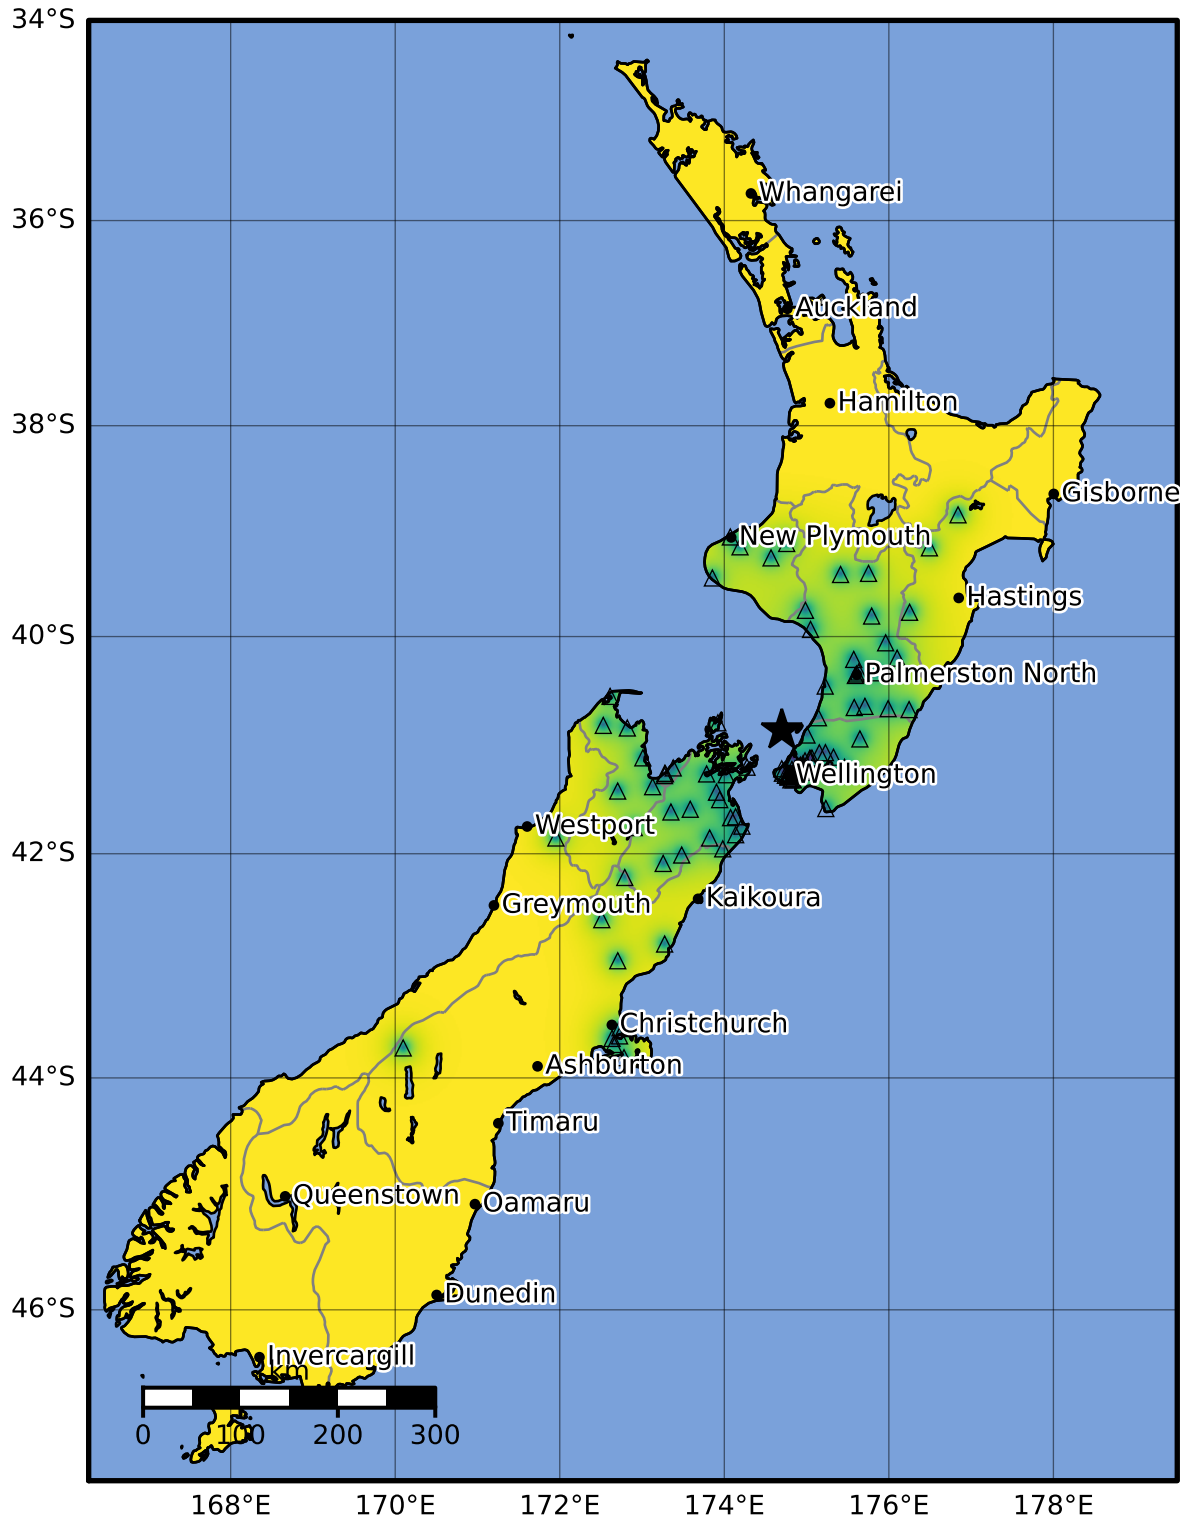 34°S
Whangarei
36°S
Auckland
Hamilton
38°S
Gisborne
New Plymouth
Hastings
40°S
Palmerston North
Wellington
Westport
42°S
Kaikoura
Greymouth
Christchurch
44°S
Ashburton
Timaru
Queenstown
Oamaru
Dunedin
46°S
Invercargill
km
0 100 200 300
168°E 170°E 172°E 174°E 176°E 178°E